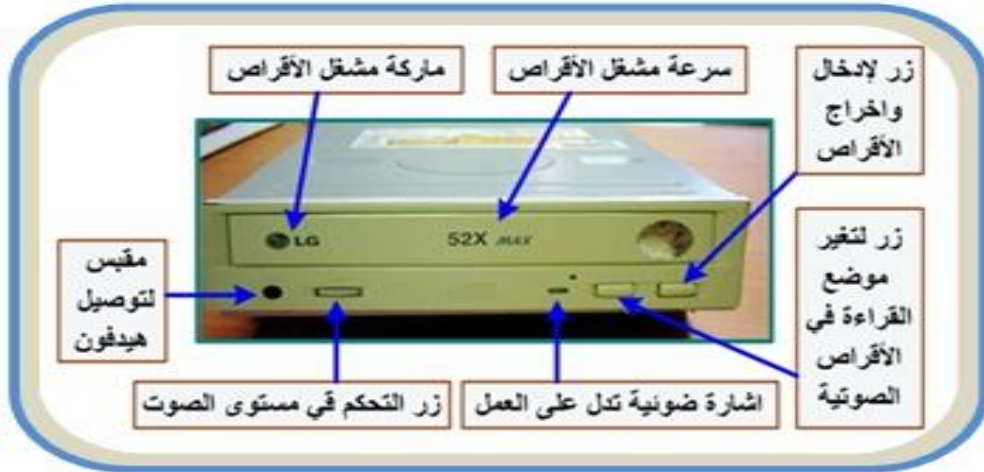 ماركة مشغل الأقراص
سرعة مشغل الأقراص
زر لإدخال
واخراج
الأقراص
LG
52X MAX
مقبس
لتوصيل
هيدفون
زر لتغير
موضع
القراءة في
الأقراص
الصوتية
زر التحكم في مستوى الصوت
اشارة ضوئية تدل على العمل